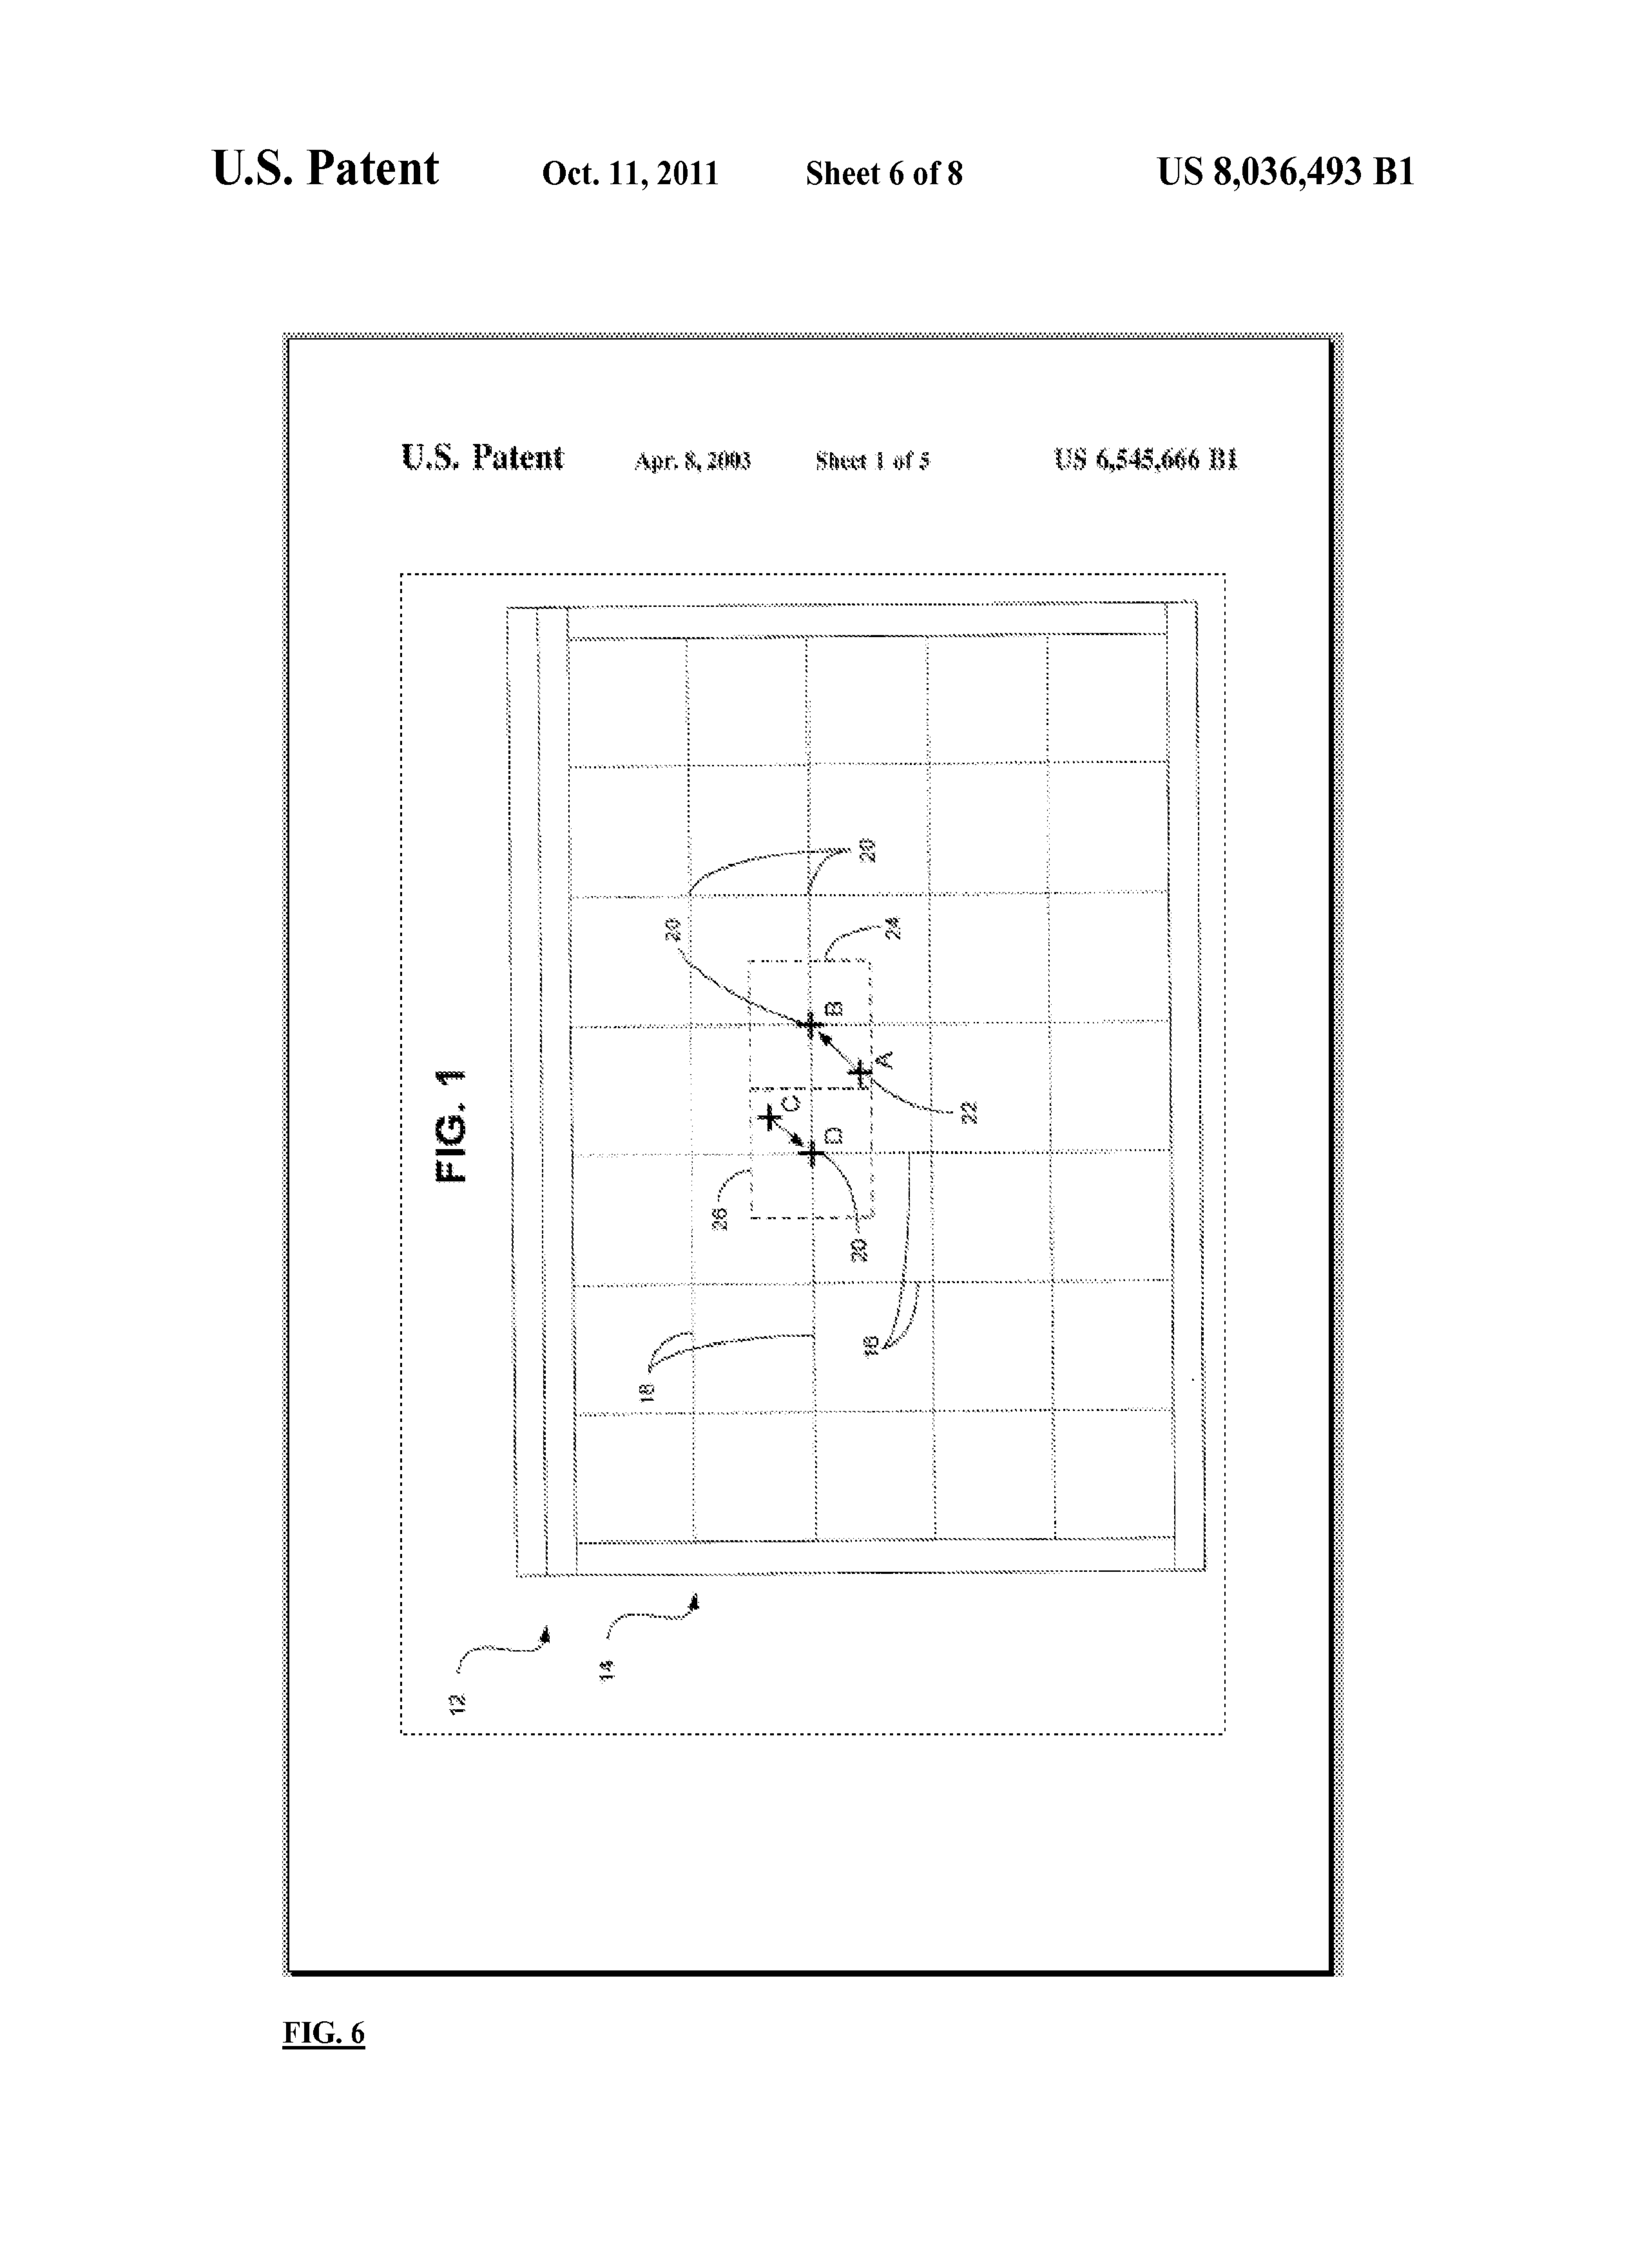 U.S. Patent Oct. 11, 2011 Sheet 6 of 8 US 8,036,493 B1
U.S. Patent Apr. 8, 2003 Sheet 1 of 5 US 6,545,666 B1
FIG. 1
12
14
18
16
26
20
C
D
A
B
22
20
24
20
FIG. 6